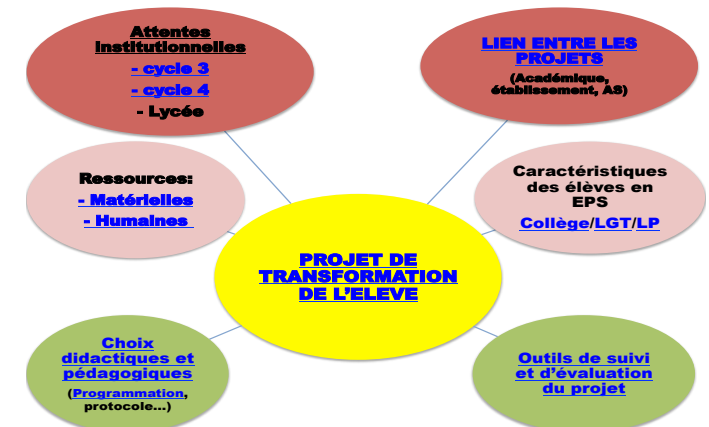 Attentes
Institutionnelles
- cycle 3
- cycle 4
- Lycée
LIEN ENTRE LES
PROJETS
(Académique,
établissement, AS)
Ressources:
- Matérielles
- Humaines
Caractéristiques
des élèves en
EPS
Collège/LGT/LP
PROJET DE
TRANSFORMATION
DE L’ELEVE
Choix
didactiques et
pédagogiques
(Programmation,
protocole...)
Outils de suivi
et d’évaluation
du projet